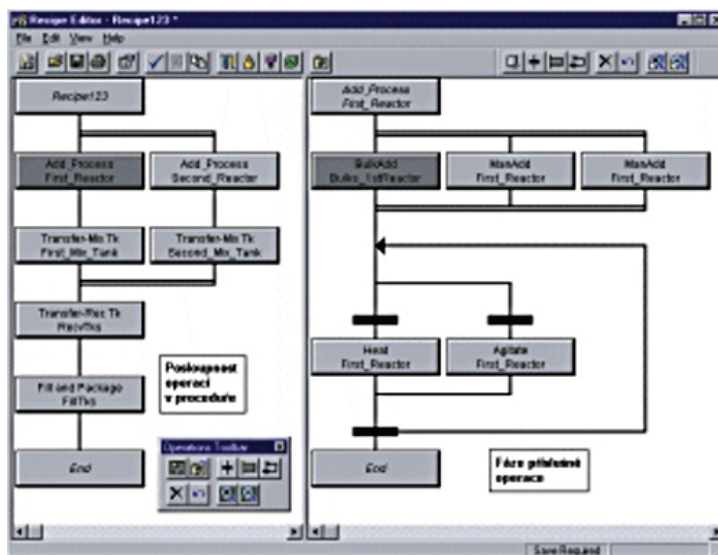 Recipe Editor - Recipe123 *
File Edit View Help
Recipe123
Add_Process
First_Reactor
Add_Process
Second_Reactor
Transfer-Mix Tk
First_Mix_Tank
Transfer-Mix Tk
Second_Mix_Tank
Transfer-Rec Tk
RecvTks
Fill and Package
FillTks
End
Posloupnost
operací
v proceduře
Operations Toolbar
Add_Process
First_Reactor
BulkAdd
Bulks_1stReactor
ManAdd
First_Reactor
ManAdd
First_Reactor
Heat
First_Reactor
Agitate
First_Reactor
End
Fáze příslušné
operace
Save Request